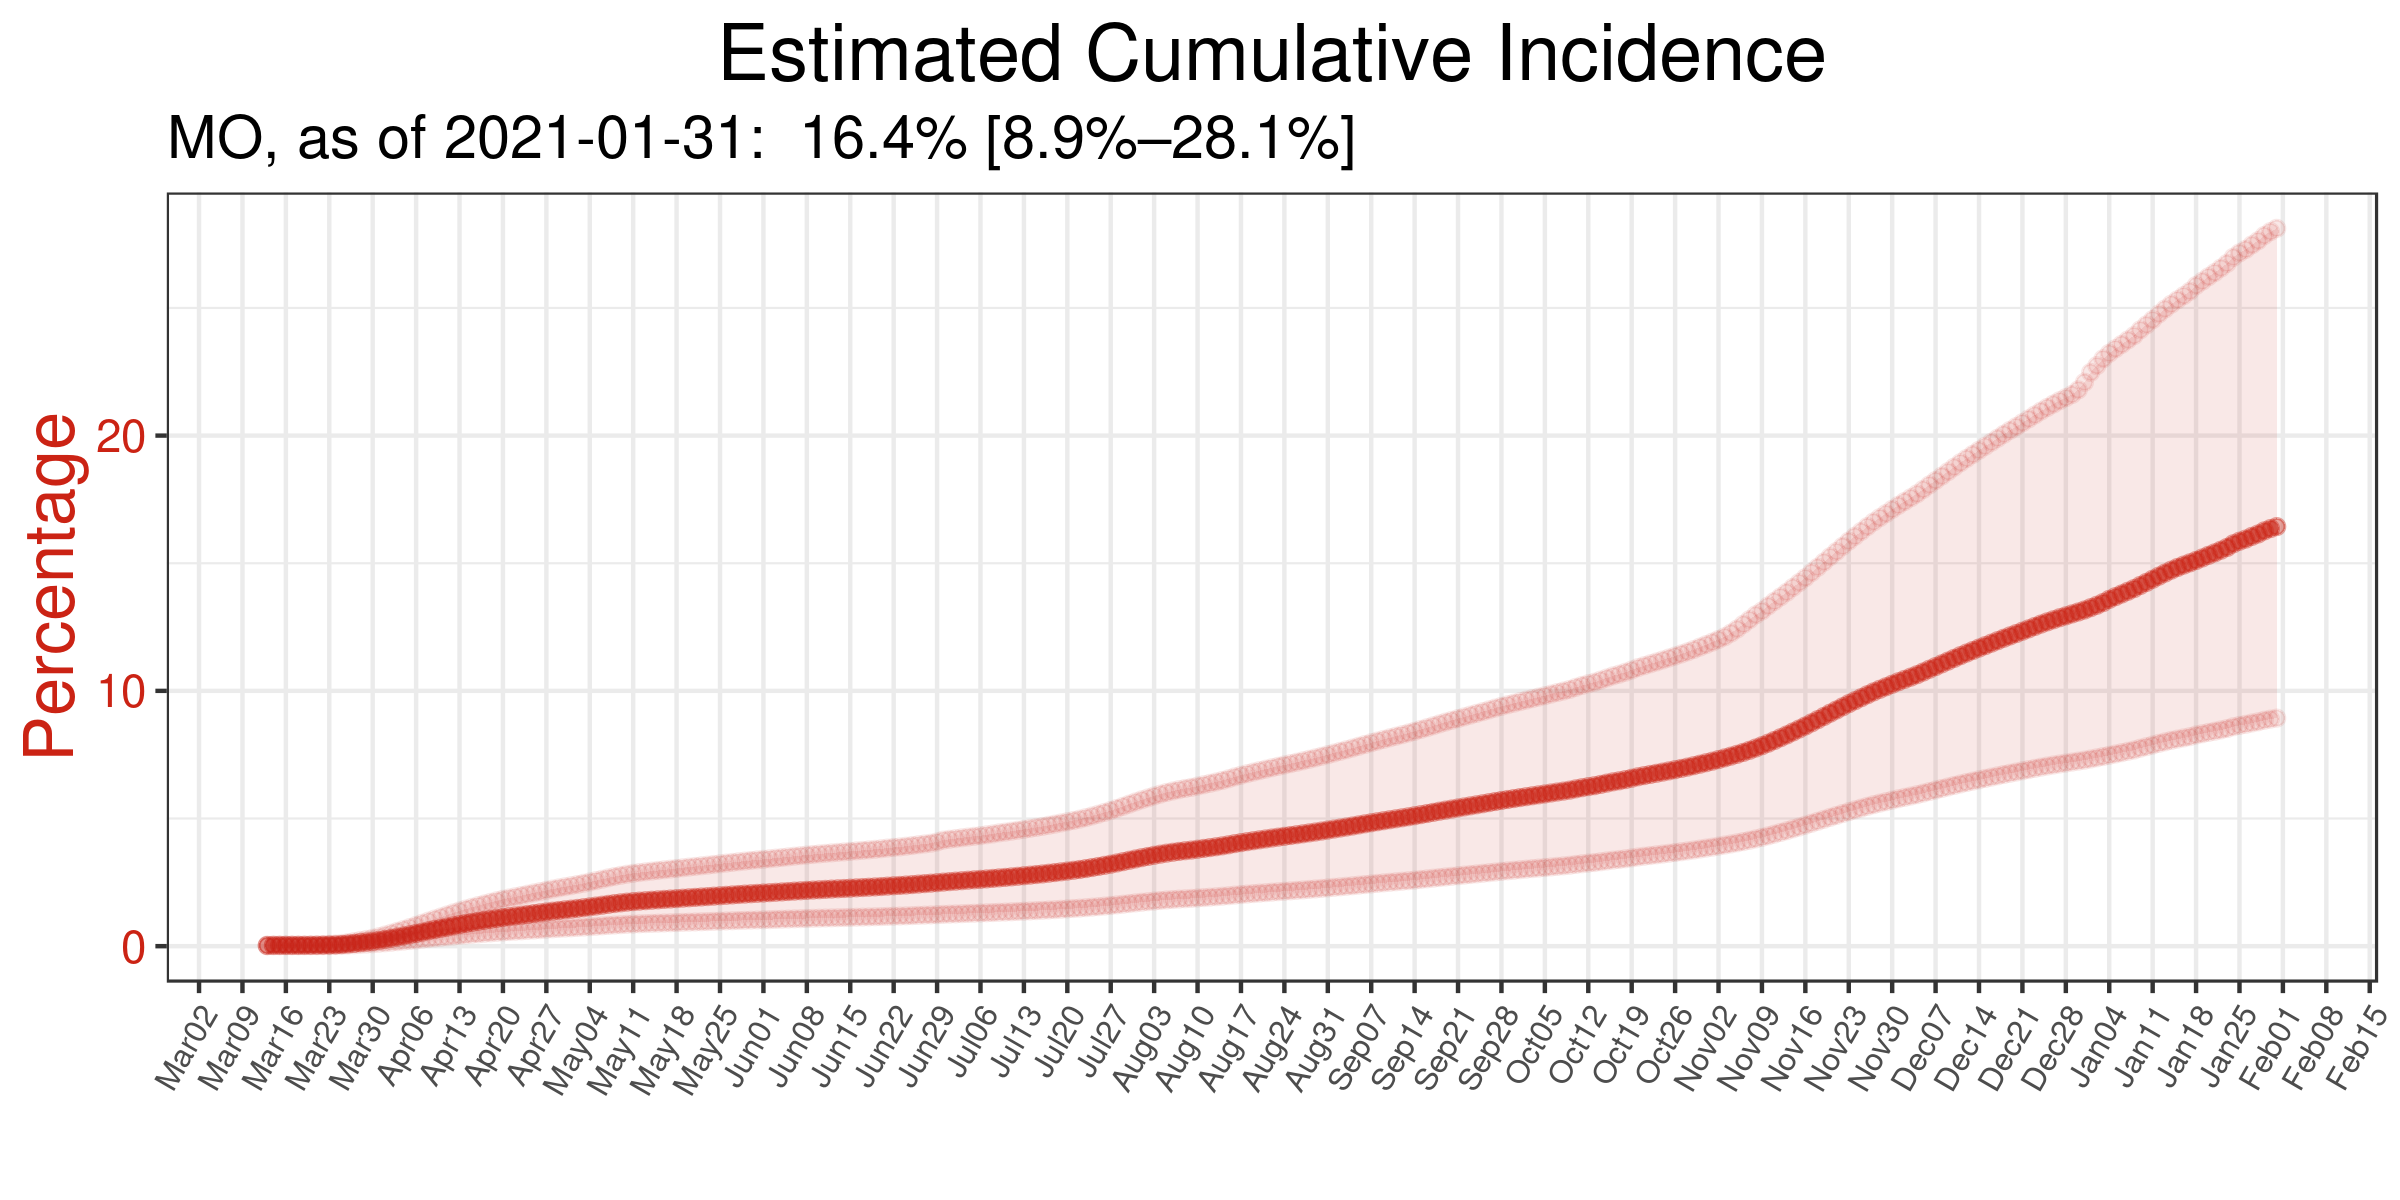 Estimated Cumulative Incidence
MO, as of 2021-01-31:  16.4% [8.9%–28.1%]
Percentage
20
10
0
Mar02
Mar09
Mar16
Mar23
Mar30
Apr06
Apr13
Apr20
Apr27
May04
May11
May18
May25
Jun01
Jun08
Jun15
Jun22
Jun29
Jul06
Jul13
Jul20
Jul27
Aug03
Aug10
Aug17
Aug24
Aug31
Sep07
Sep14
Sep21
Sep28
Oct05
Oct12
Oct19
Oct26
Nov02
Nov09
Nov16
Nov23
Nov30
Dec07
Dec14
Dec21
Dec28
Jan04
Jan11
Jan18
Jan25
Feb01
Feb08
Feb15